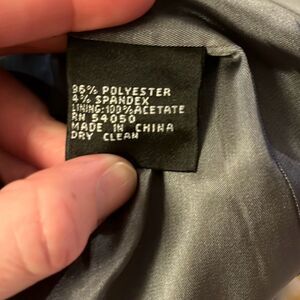 96% POLYESTER
4% SPANDEX
LINING:100%ACETATE
RN 54050
MADE IN CHINA
DRY CLEAN